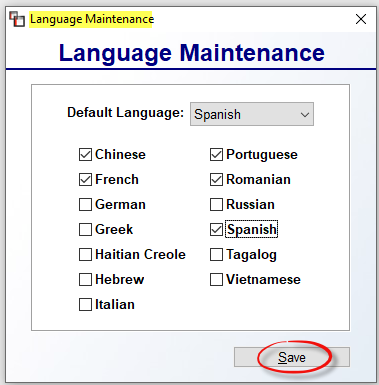 Language Maintenance
Language Maintenance
Default Language: Spanish
Chinese
French
German
Greek
Haitian Creole
Hebrew
Italian
Portuguese
Romanian
Russian
Spanish
Tagalog
Vietnamese
Save